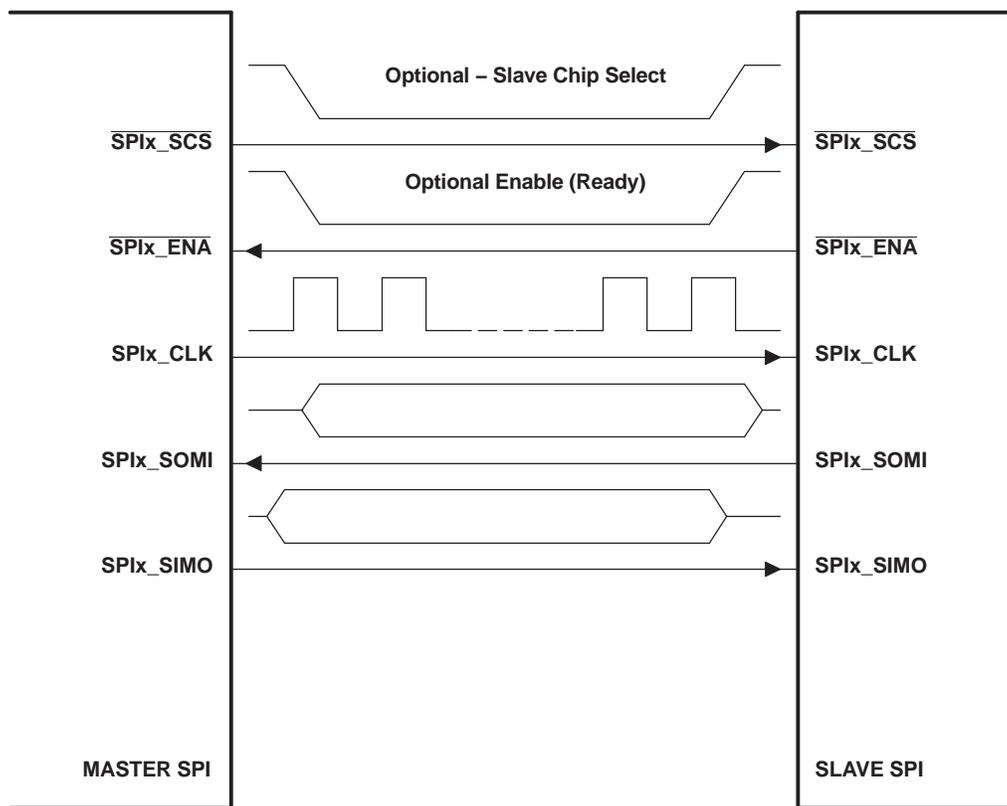 Optional – Slave Chip Select
SPIx_SCS
SPIx_SCS
Optional Enable (Ready)
SPIx_ENA
SPIx_ENA
SPIx_CLK
SPIx_CLK
SPIx_SOMI
SPIx_SOMI
SPIx_SIMO
SPIx_SIMO
MASTER SPI
SLAVE SPI